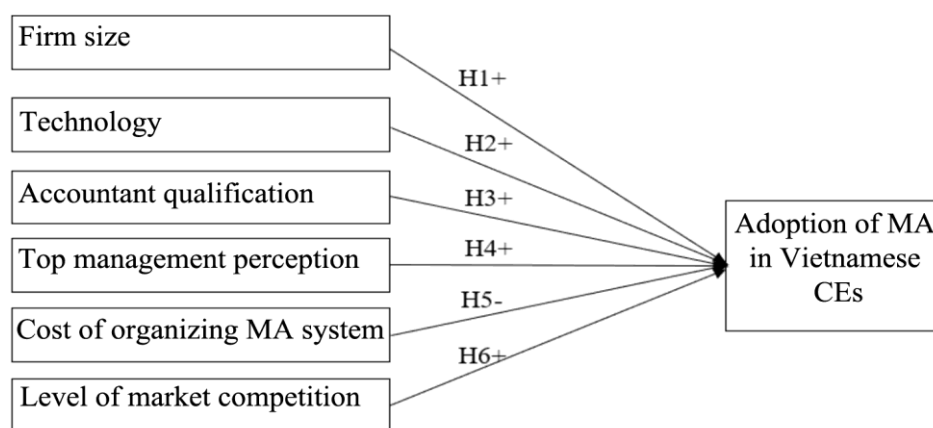 Firm size
H1+
Technology
H2+
Accountant qualification
H3+
Top management perception
H4+
Cost of organizing MA system
H5-
Level of market competition
H6+
Adoption of MA
in Vietnamese
CEs